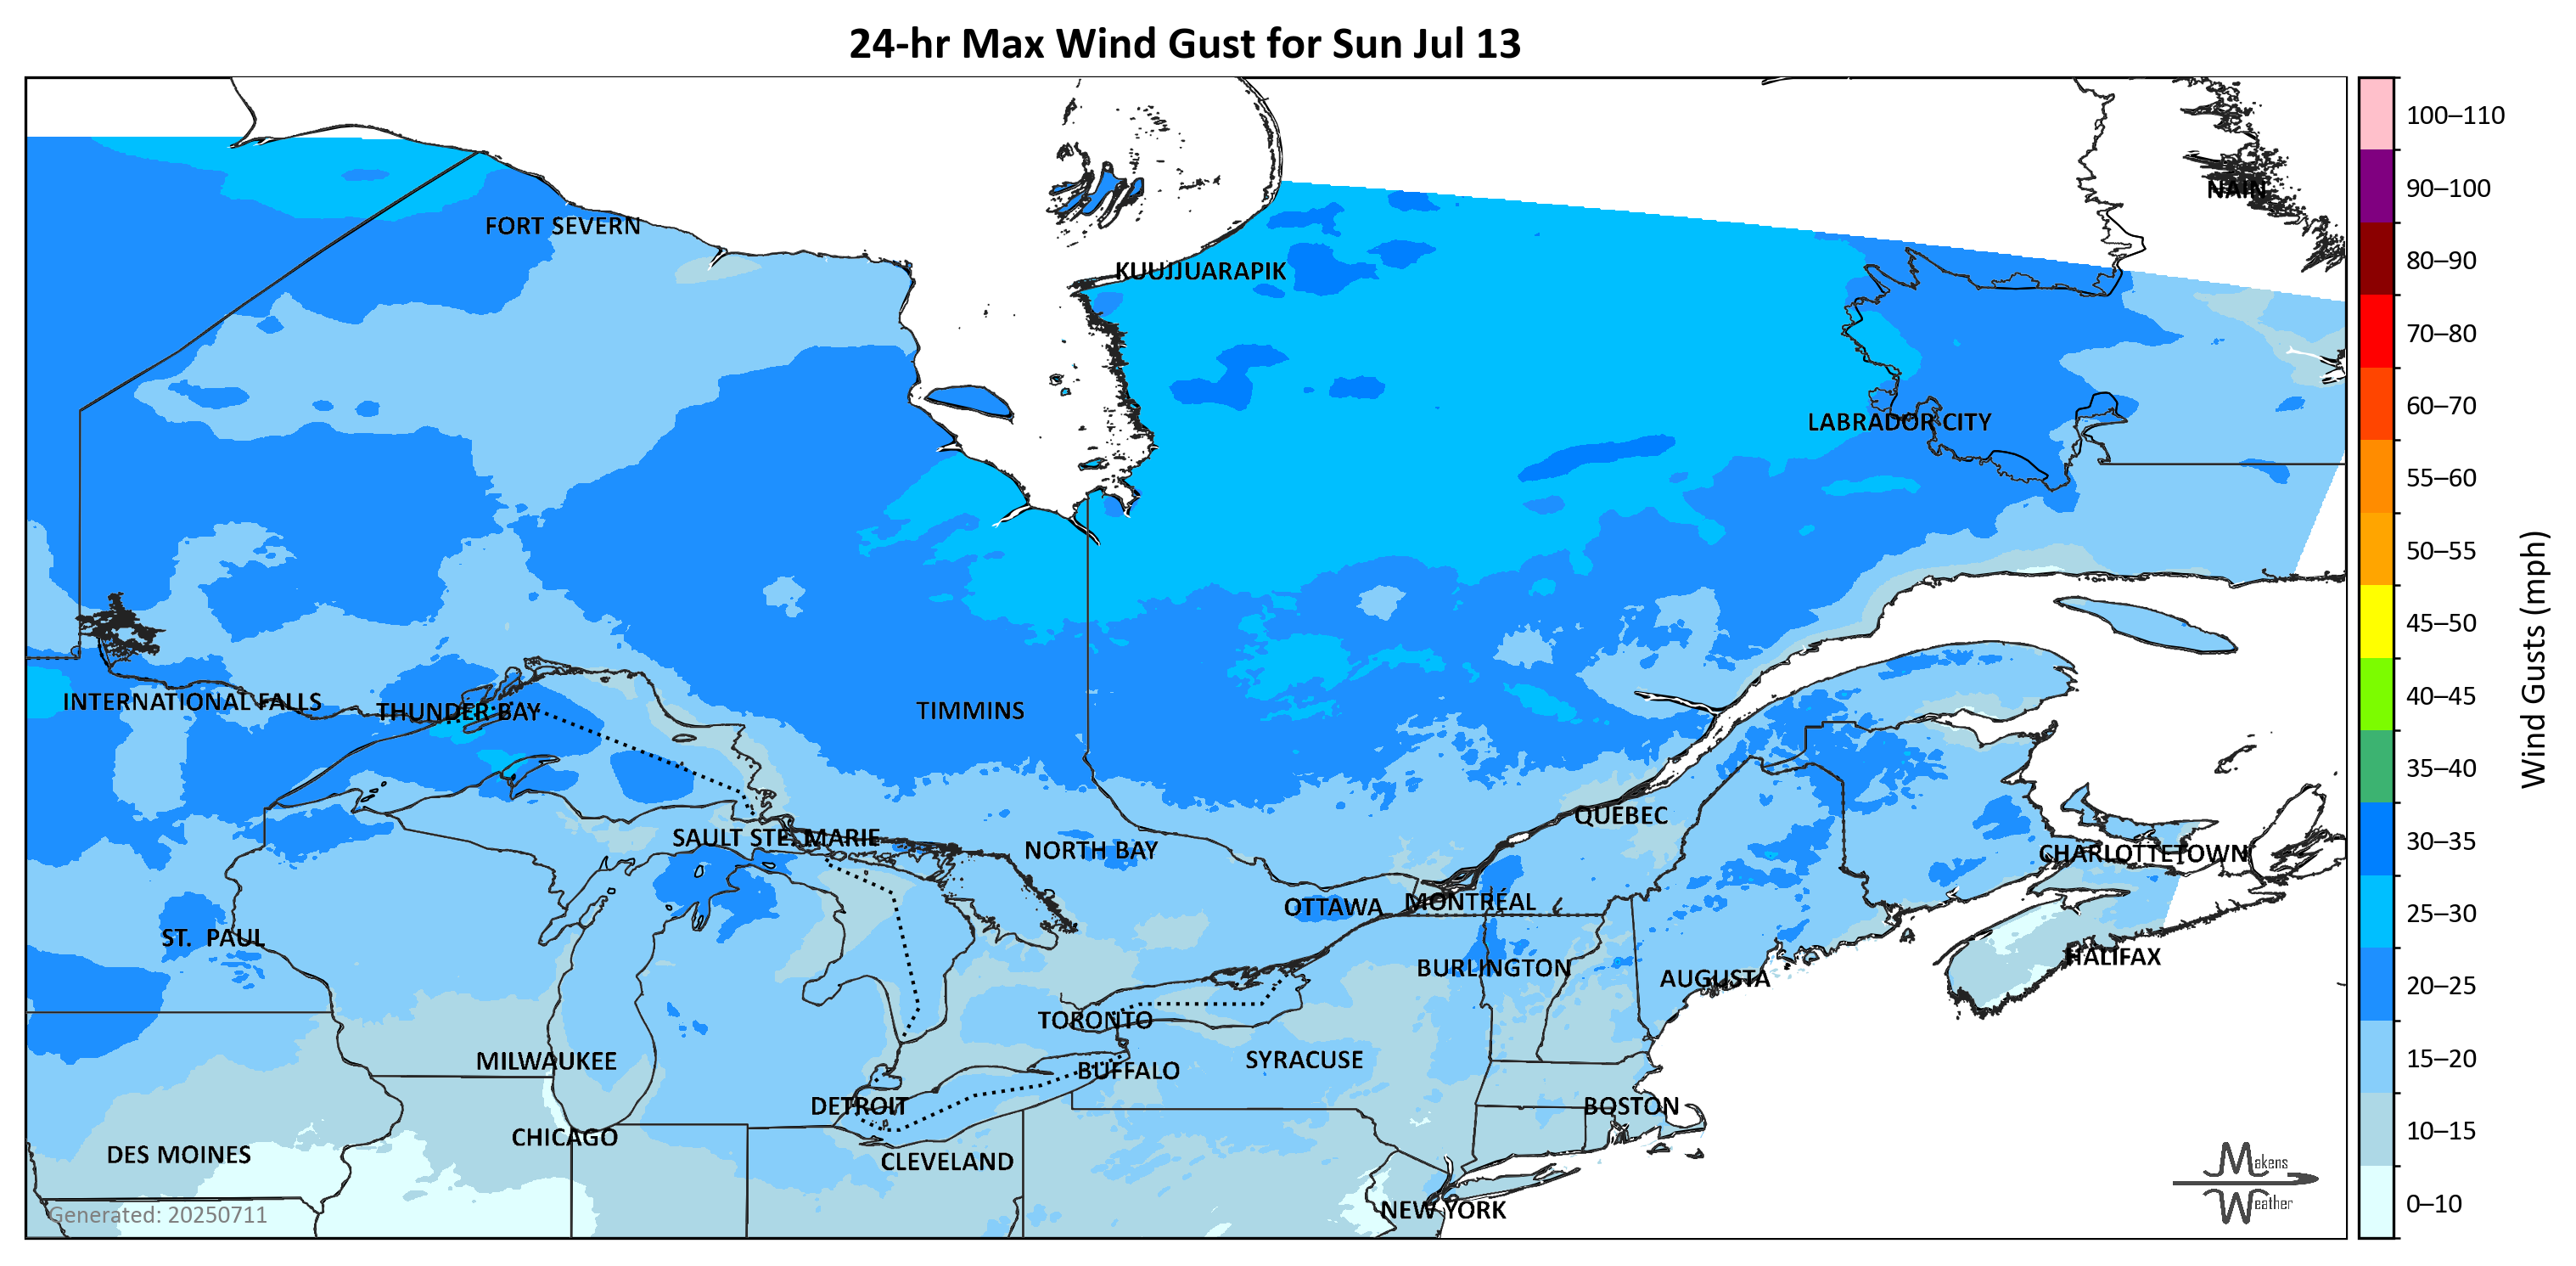 24-hr Max Wind Gust for Sun Jul 13
100–110
90–100
80–90
70–80
60–70
55–60
50–55
45–50
40–45
35–40
30–35
25–30
20–25
15–20
10–15
0–10
Wind Gusts (mph)
NAIN
FORT SEVERN
KUUJJUARAPIK
LABRADOR CITY
INTERNATIONAL FALLS
THUNDER BAY
TIMMINS
QUEBEC
SAULT STE. MARIE
NORTH BAY
CHARLOTTETOWN
OTTAWA
MONTRÉAL
ST. PAUL
BURLINGTON
AUGUSTA
HALIFAX
TORONTO
MILWAUKEE
BUFFALO
SYRACUSE
DETROIT
BOSTON
CHICAGO
DES MOINES
CLEVELAND
NEW YORK
Generated: 20250711
Makens
Weather